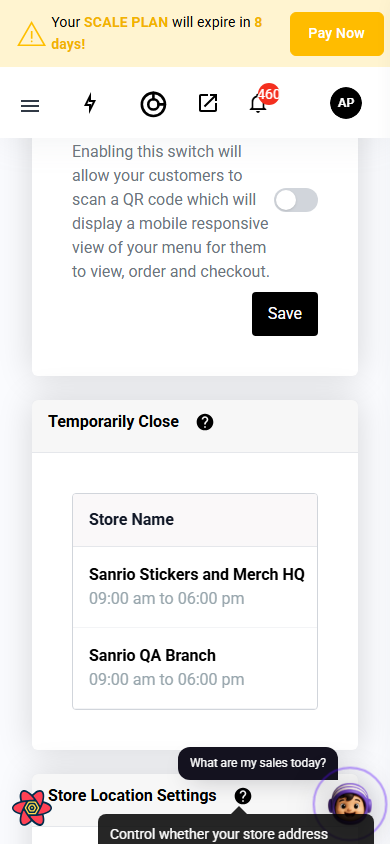 Your SCALE PLAN will expire in 8
days!
Pay Now
460
AP
Enabling this switch will
allow your customers to
scan a QR code which will
display a mobile responsive
view of your menu for them
to view, order and checkout.
Save
Temporarily Close
?
Store Name
Sanrio Stickers and Merch HQ
09:00 am to 06:00 pm
Sanrio QA Branch
09:00 am to 06:00 pm
What are my sales today?
Store Location Settings
?
Control whether your store address